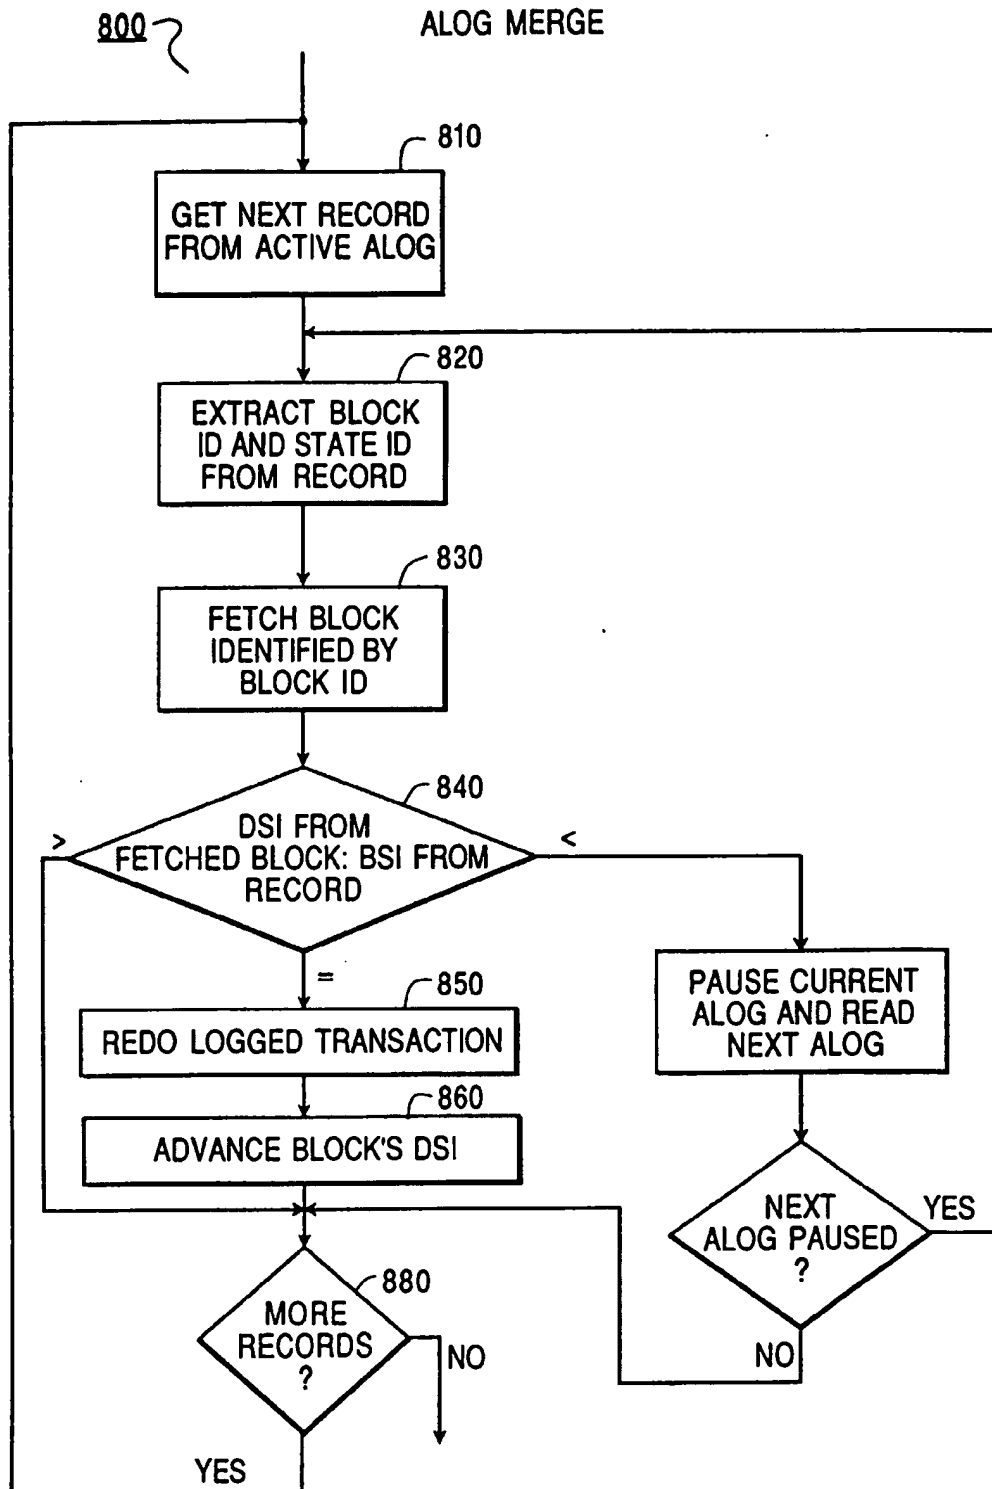 800
ALOG MERGE
810
GET NEXT RECORD
FROM ACTIVE ALOG
820
EXTRACT BLOCK
ID AND STATE ID
FROM RECORD
830
FETCH BLOCK
IDENTIFIED BY
BLOCK ID
840
>
<
DSI FROM
FETCHED BLOCK: BSI FROM
RECORD
=
850
REDO LOGGED TRANSACTION
860
ADVANCE BLOCK'S DSI
PAUSE CURRENT
ALOG AND READ
NEXT ALOG
NEXT
ALOG PAUSED
?
YES
NO
880
MORE
RECORDS
?
NO
YES